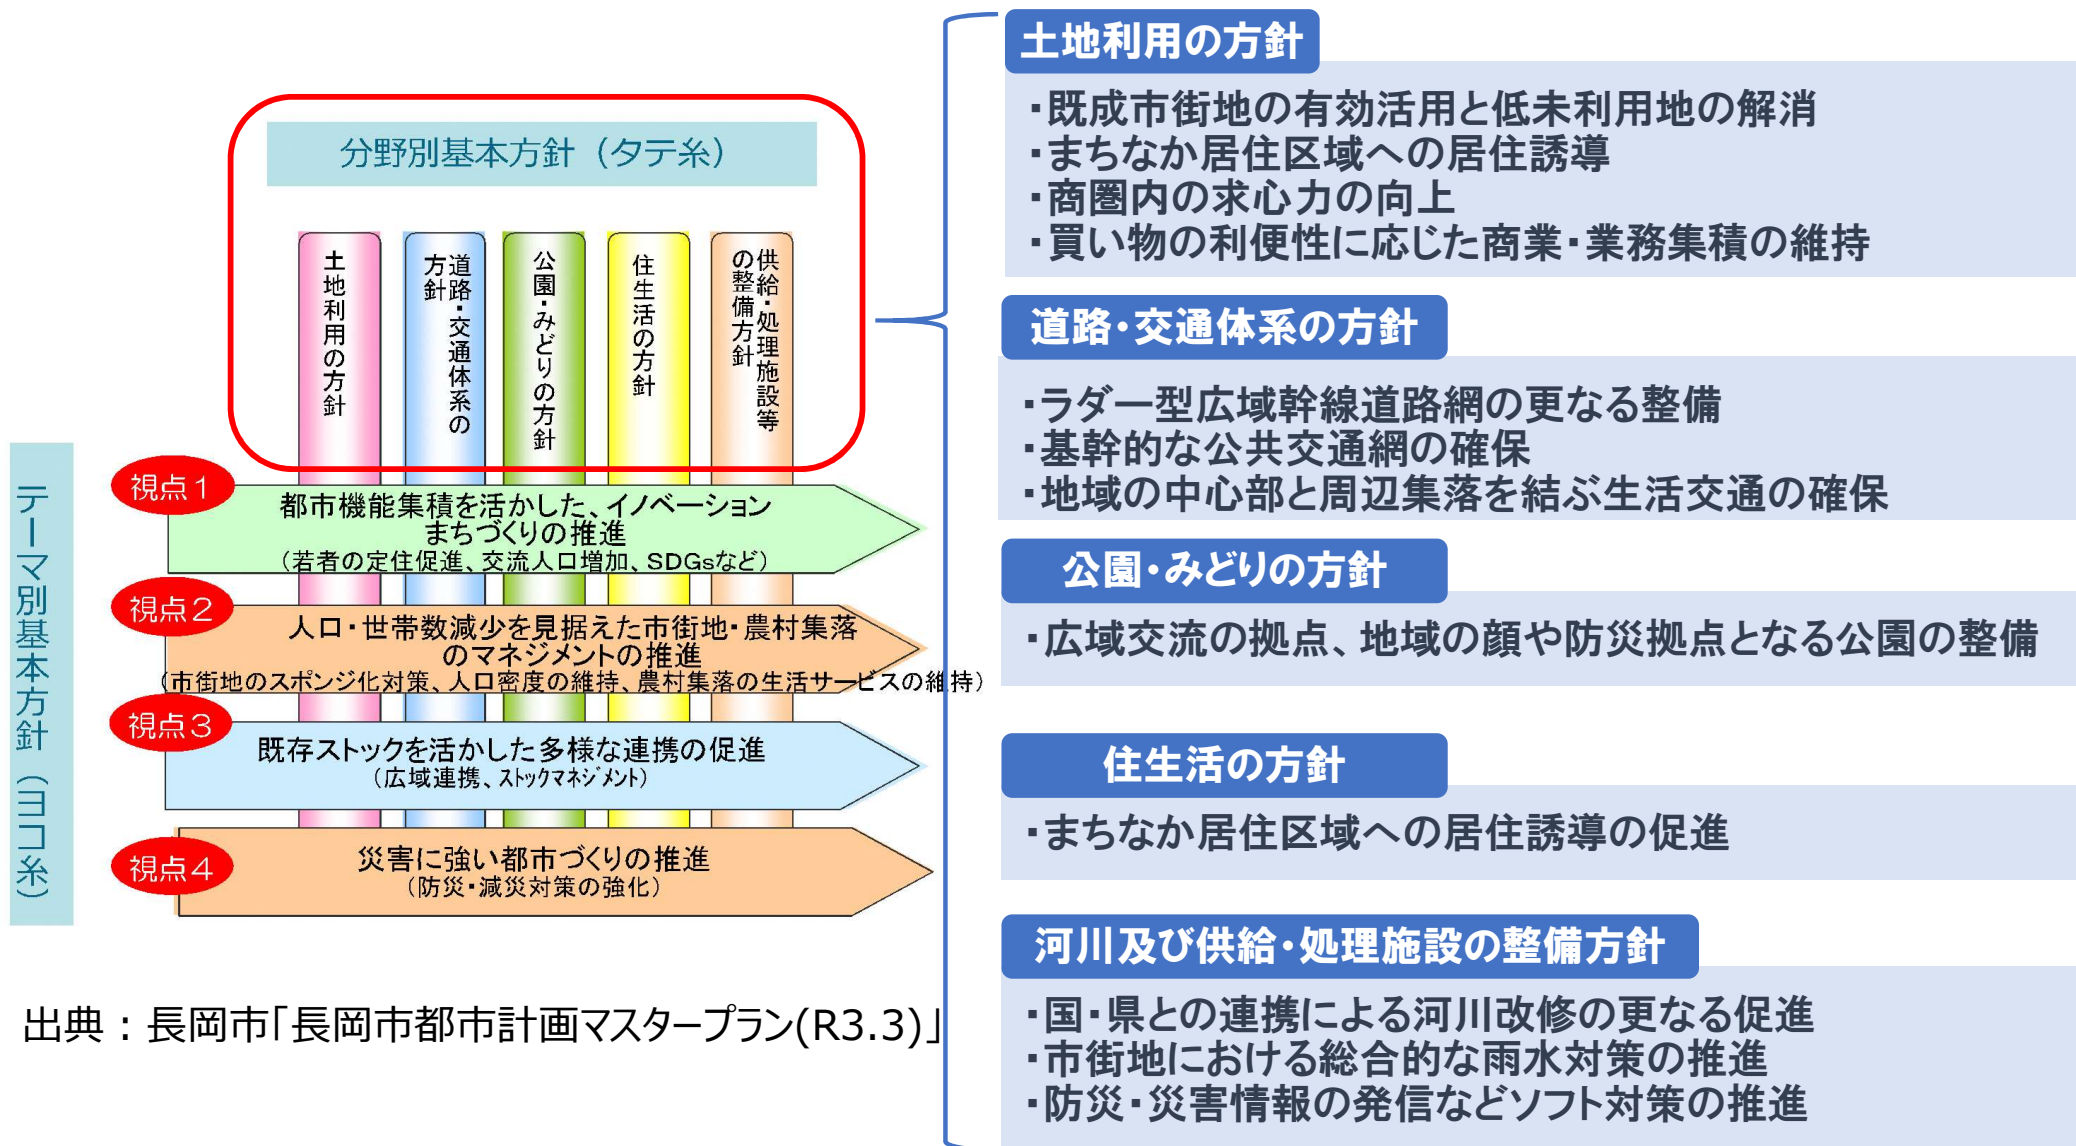 分野別基本方針（タテ糸）
土地利用の方針
道路・交通体系の
方針
公園・みどりの方針
住生活の方針
供給・処理施設等
の整備方針
テーマ別基本方針（ヨコ糸）
視点１
都市機能集積を活かした、イノベーション
まちづくりの推進
（若者の定住促進、交流人口増加、SDGsなど）
視点２
人口・世帯数減少を見据えた市街地・農村集落
のマネジメントの推進
（市街地のスポンジ化対策、人口密度の維持、農村集落の生活サービスの維持）
視点３
既存ストックを活かした多様な連携の促進
（広域連携、ストックマネジメント）
視点４
災害に強い都市づくりの推進
（防災・減災対策の強化）
出典：長岡市「長岡市都市計画マスタープラン(R3.3)」
土地利用の方針
・既成市街地の有効活用と低未利用地の解消
・まちなか居住区域への居住誘導
・商圏内の求心力の向上
・買い物の利便性に応じた商業・業務集積の維持
道路・交通体系の方針
・ラダー型広域幹線道路網の更なる整備
・基幹的な公共交通網の確保
・地域の中心部と周辺集落を結ぶ生活交通の確保
公園・みどりの方針
・広域交流の拠点、地域の顔や防災拠点となる公園の整備
住生活の方針
・まちなか居住区域への居住誘導の促進
河川及び供給・処理施設の整備方針
・国・県との連携による河川改修の更なる促進
・市街地における総合的な雨水対策の推進
・防災・災害情報の発信などソフト対策の推進